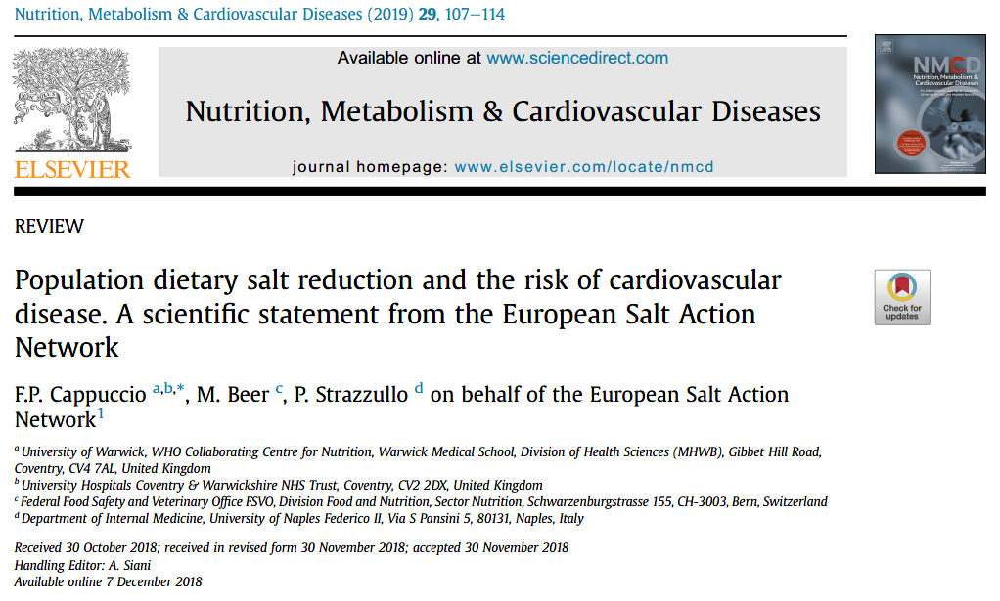 Nutrition, Metabolism & Cardiovascular Diseases (2019) 29, 107–114
Available online at www.sciencedirect.com
Nutrition, Metabolism & Cardiovascular Diseases
journal homepage: www.elsevier.com/locate/nmcd
ELSEVIER
NMCD
Nutrition, Metabolism &
Cardiovascular Diseases
REVIEW
Population dietary salt reduction and the risk of cardiovascular
disease. A scientific statement from the European Salt Action
Network
Check for
updates
F.P. Cappuccio a,b,*, M. Beer c, P. Strazzullo d on behalf of the European Salt Action
Network1
a University of Warwick, WHO Collaborating Centre for Nutrition, Warwick Medical School, Division of Health Sciences (MHWB), Gibbet Hill Road,
Coventry, CV4 7AL, United Kingdom
b University Hospitals Coventry & Warwickshire NHS Trust, Coventry, CV2 2DX, United Kingdom
c Federal Food Safety and Veterinary Office FSVO, Division Food and Nutrition, Sector Nutrition, Schwarzenburgstrasse 155, CH-3003, Bern, Switzerland
d Department of Internal Medicine, University of Naples Federico II, Via S Pansini 5, 80131, Naples, Italy
Received 30 October 2018; received in revised form 30 November 2018; accepted 30 November 2018
Handling Editor: A. Siani
Available online 7 December 2018